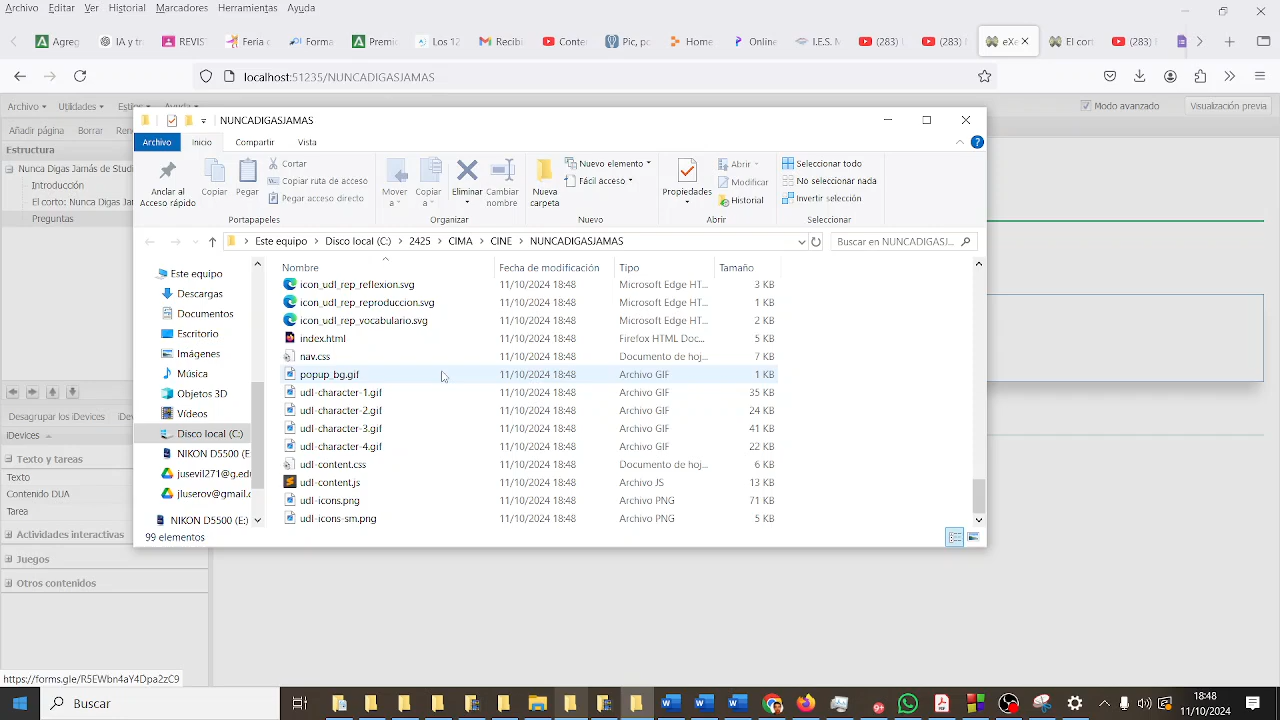 Archivo Editar Ver Historial Marcadores Herramientas Ayuda
Agreg IA y t REVIS Feria c Forma Premic Los 12 Gmail Recibi Conte Pic, pc Home Online I.E.S. M (283) (283) eXe El cort (283)
localhost:51235/NUNCADIGASJAMAS
Archivo Utilidades Estil Ayuda Modo avanzado Visualización previa
Añadir página Borrar Ren
Estructura
Nunca Digas Jamás de Stud
Introducción
El corto: Nunca Digas Jar
Preguntas
Desagrupar los iDevices iDev
iDevices
Texto y tareas
Texto
Contenido DUA
Tarea
Actividades interactivas
Juegos
Otros contenidos
https://forms.gle/R5EWbn4aY4Dpa2zC9
NUNCADIGASJAMAS
Archivo Inicio Compartir Vista
Anclar al
Acceso rápido
Copiar
Pegar
Cortar
Copiar ruta de acceso
Pegar acceso directo
Portapapeles
Mover
a
Copiar
a
Eliminar
Cambiar
nombre
Organizar
Nueva
carpeta
Nuevo elemento
Fácil acceso
Nuevo
Propiedades
Abrir
Modificar
Historial
Abrir
Seleccionar todo
No seleccionar nada
Invertir selección
Seleccionar
Este equipo > Disco local (C:) > 2425 > CIMA > CINE > NUNCADIGASJAMAS
Buscar en NUNCADIGASJ...
Este equipo
Descargas
Documentos
Escritorio
Imágenes
Música
Objetos 3D
Vídeos
Disco local (C:)
NIKON D5500 (E:
jusevil271@g.edu
jluserov@gmail.c
NIKON D5500 (E:)
Nombre Fecha de modificación Tipo Tamaño
icon_udl_rep_reflexion.svg 11/10/2024 18:48 Microsoft Edge HT... 3 KB
icon_udl_rep_reproduccion.svg 11/10/2024 18:48 Microsoft Edge HT... 1 KB
icon_udl_rep_vocabulario.svg 11/10/2024 18:48 Microsoft Edge HT... 2 KB
index.html 11/10/2024 18:48 Firefox HTML Doc... 5 KB
nav.css 11/10/2024 18:48 Documento de hoj... 7 KB
popup_bg.gif 11/10/2024 18:48 Archivo GIF 1 KB
udl-character-1.gif 11/10/2024 18:48 Archivo GIF 35 KB
udl-character-2.gif 11/10/2024 18:48 Archivo GIF 24 KB
udl-character-3.gif 11/10/2024 18:48 Archivo GIF 41 KB
udl-character-4.gif 11/10/2024 18:48 Archivo GIF 22 KB
udl-content.css 11/10/2024 18:48 Documento de hoj... 6 KB
udl-content.js 11/10/2024 18:48 Archivo JS 13 KB
udl-icons.png 11/10/2024 18:48 Archivo PNG 71 KB
udl-icons-sm.png 11/10/2024 18:48 Archivo PNG 5 KB
99 elementos
Buscar
18:48
11/10/2024